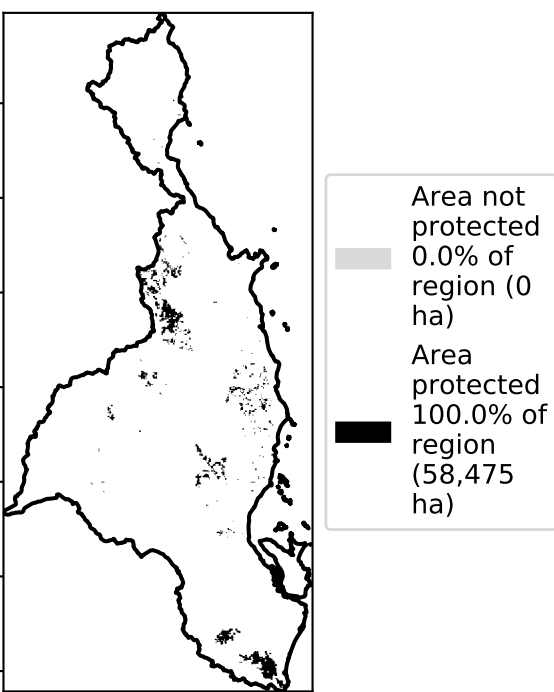 Area not
protected
0.0% of
region (0
ha)
Area
protected
100.0% of
region
(58,475
ha)